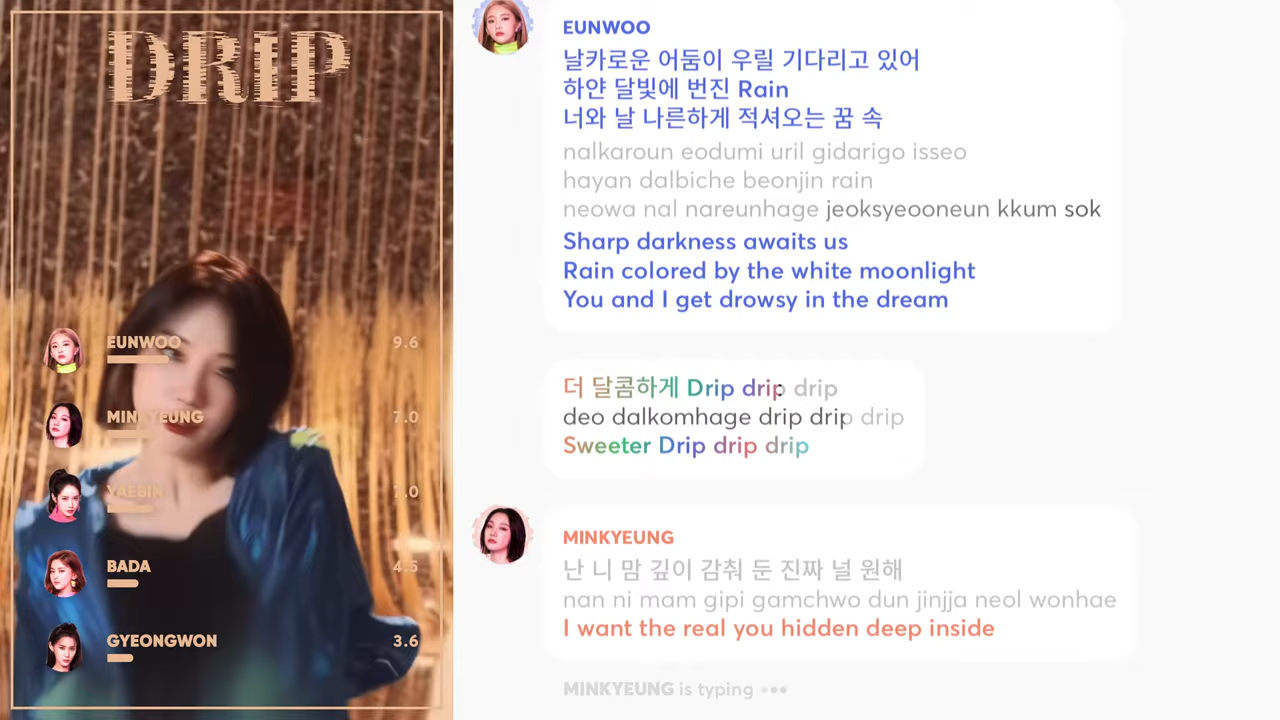 DRIP
EUNWOO 9.6
MINKYEUNG 7.0
YAEBIN 7.0
BADA 4.5
GYEONGWON 3.6
EUNWOO
날카로운 어둠이 우릴 기다리고 있어
하얀 달빛에 번진 Rain
너와 날 나른하게 적셔오는 꿈 속
nalkaroun eodumi uril gidarigo isseo
hayan dalbiche beonjin rain
neowa nal nareunhage jeoksyeooneun kkum sok
Sharp darkness awaits us
Rain colored by the white moonlight
You and I get drowsy in the dream
더 달콤하게 Drip drip drip
deo dalkomhage drip drip drip
Sweeter Drip drip drip
MINKYEUNG
난 니 맘 깊이 감춰 둔 진짜 널 원해
nan ni mam gipi gamchwo dun jinjja neol wonhae
I want the real you hidden deep inside
MINKYEUNG is typing •••